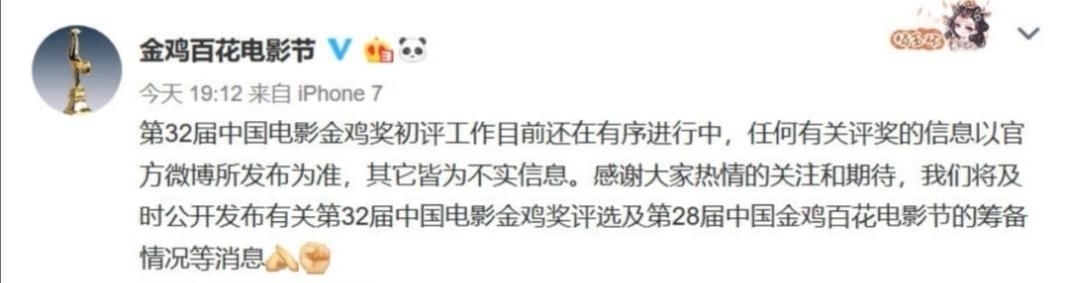 金鸡百花电影节
今天 19:12 来自 iPhone 7
第32届中国电影金鸡奖初评工作目前还在有序进行中，任何有关评奖的信息以官
方微博所发布为准，其它皆为不实信息。感谢大家热情的关注和期待，我们将及
时公开发布有关第32届中国电影金鸡奖评选及第28届中国金鸡百花电影节的筹备
情况等消息